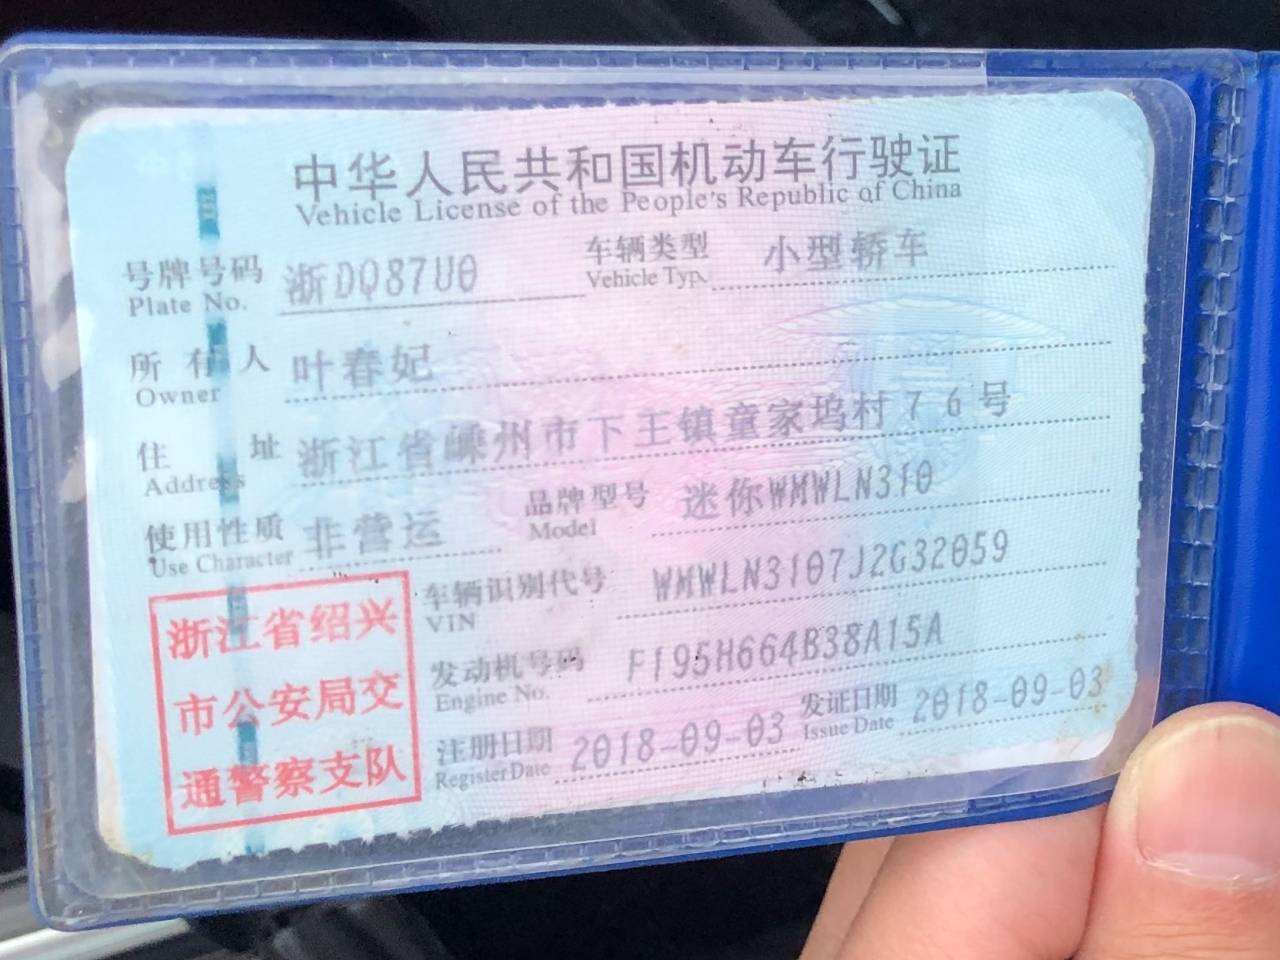 中华人民共和国机动车行驶证
Vehicle License of the People's Republic of China
号牌号码 浙DQ87U0 车辆类型 小型轿车
Plate No. Vehicle Typ.
所有人 叶春妃
Owner
住址 浙江省嵊州市下王镇童家坞村76号
Address
使用性质 非营运 品牌型号 迷你WMWLN310
Use Character Model
浙江省绍兴
市公安局交
通警察支队
车辆识别代号 WMWLN3107J2G32059
VIN
发动机号码 F195H664B38A15A
Engine No.
注册日期 2018-09-03 发证日期 2018-09-03
Register Date Issue Date